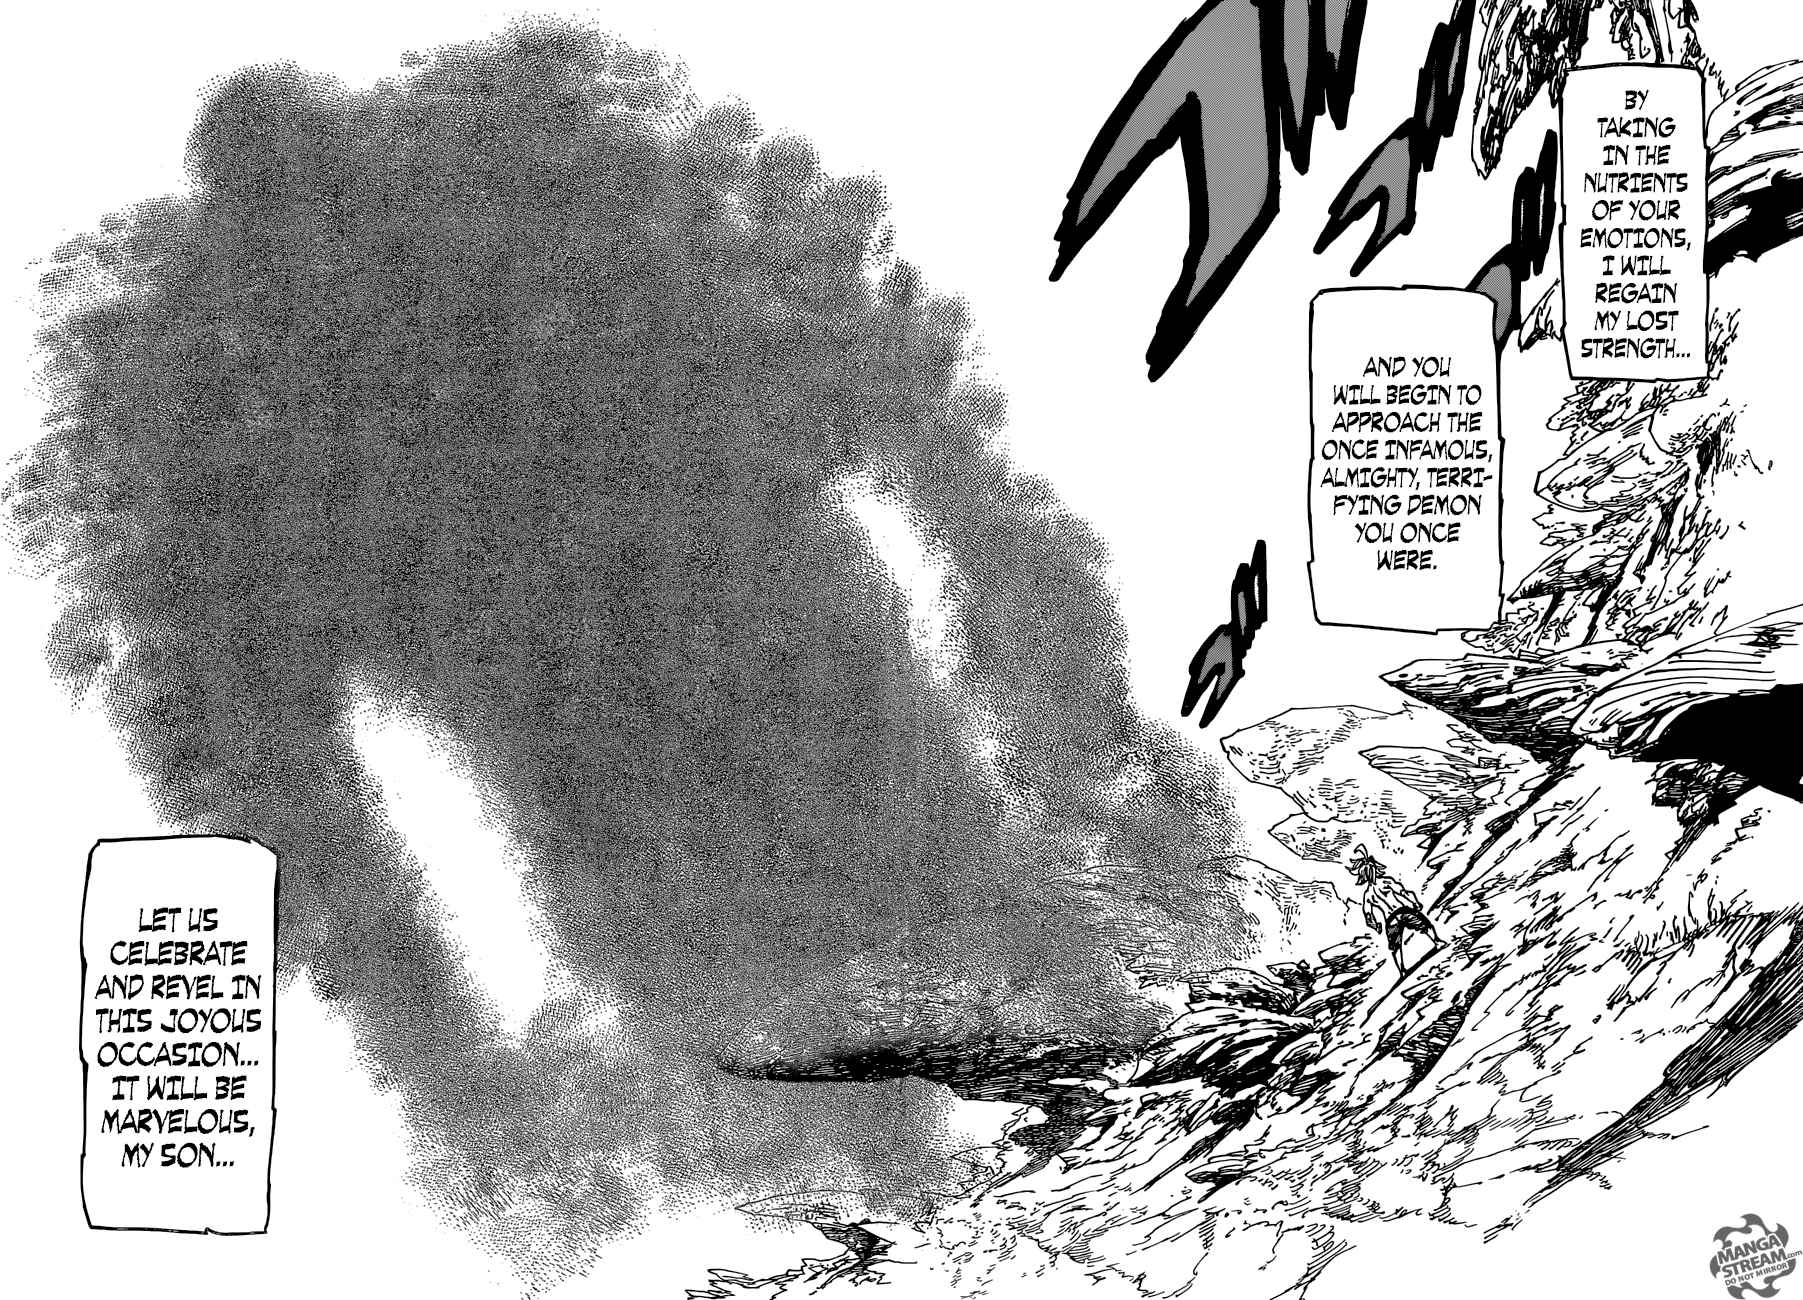 BY
TAKING
IN THE
NUTRIENTS
OF YOUR
EMOTIONS,
I WILL
REGAIN
MY LOST
STRENGTH...
AND YOU
WILL BEGIN TO
APPROACH THE
ONCE INFAMOUS,
ALMIGHTY, TERRI-
FYING DEMON
YOU ONCE
WERE.
LET US
CELEBRATE
AND REVEL IN
THIS JOYOUS
OCCASION...
IT WILL BE
MARVELOUS,
MY SON...
MANGA
STREAM.com
DO NOT MIRROR